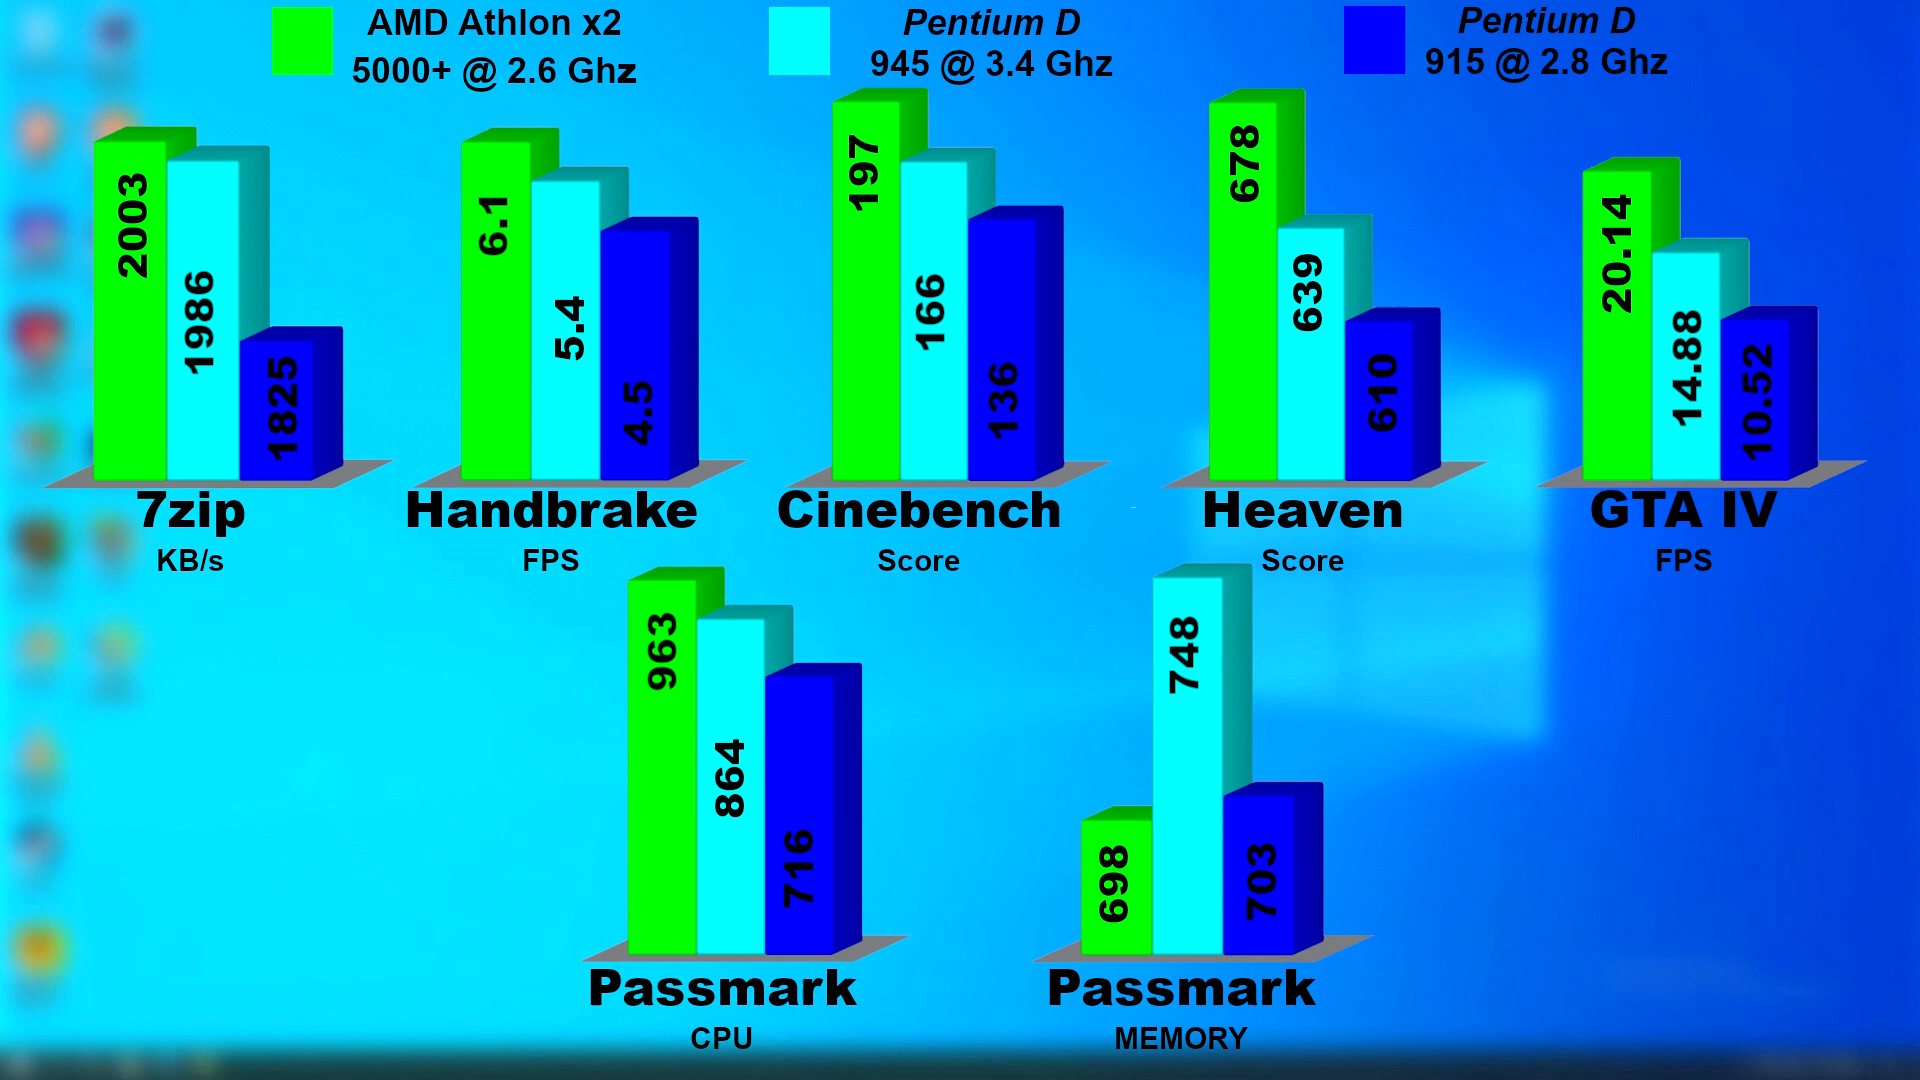 AMD Athlon x2
5000+ @ 2.6 Ghz
Pentium D
945 @ 3.4 Ghz
Pentium D
915 @ 2.8 Ghz
2003
1986
1825
7zip
KB/s
6.1
5.4
4.5
Handbrake
FPS
197
166
136
Cinebench
Score
678
639
610
Heaven
Score
20.14
14.88
10.52
GTA IV
FPS
963
864
716
Passmark
CPU
698
748
703
Passmark
MEMORY